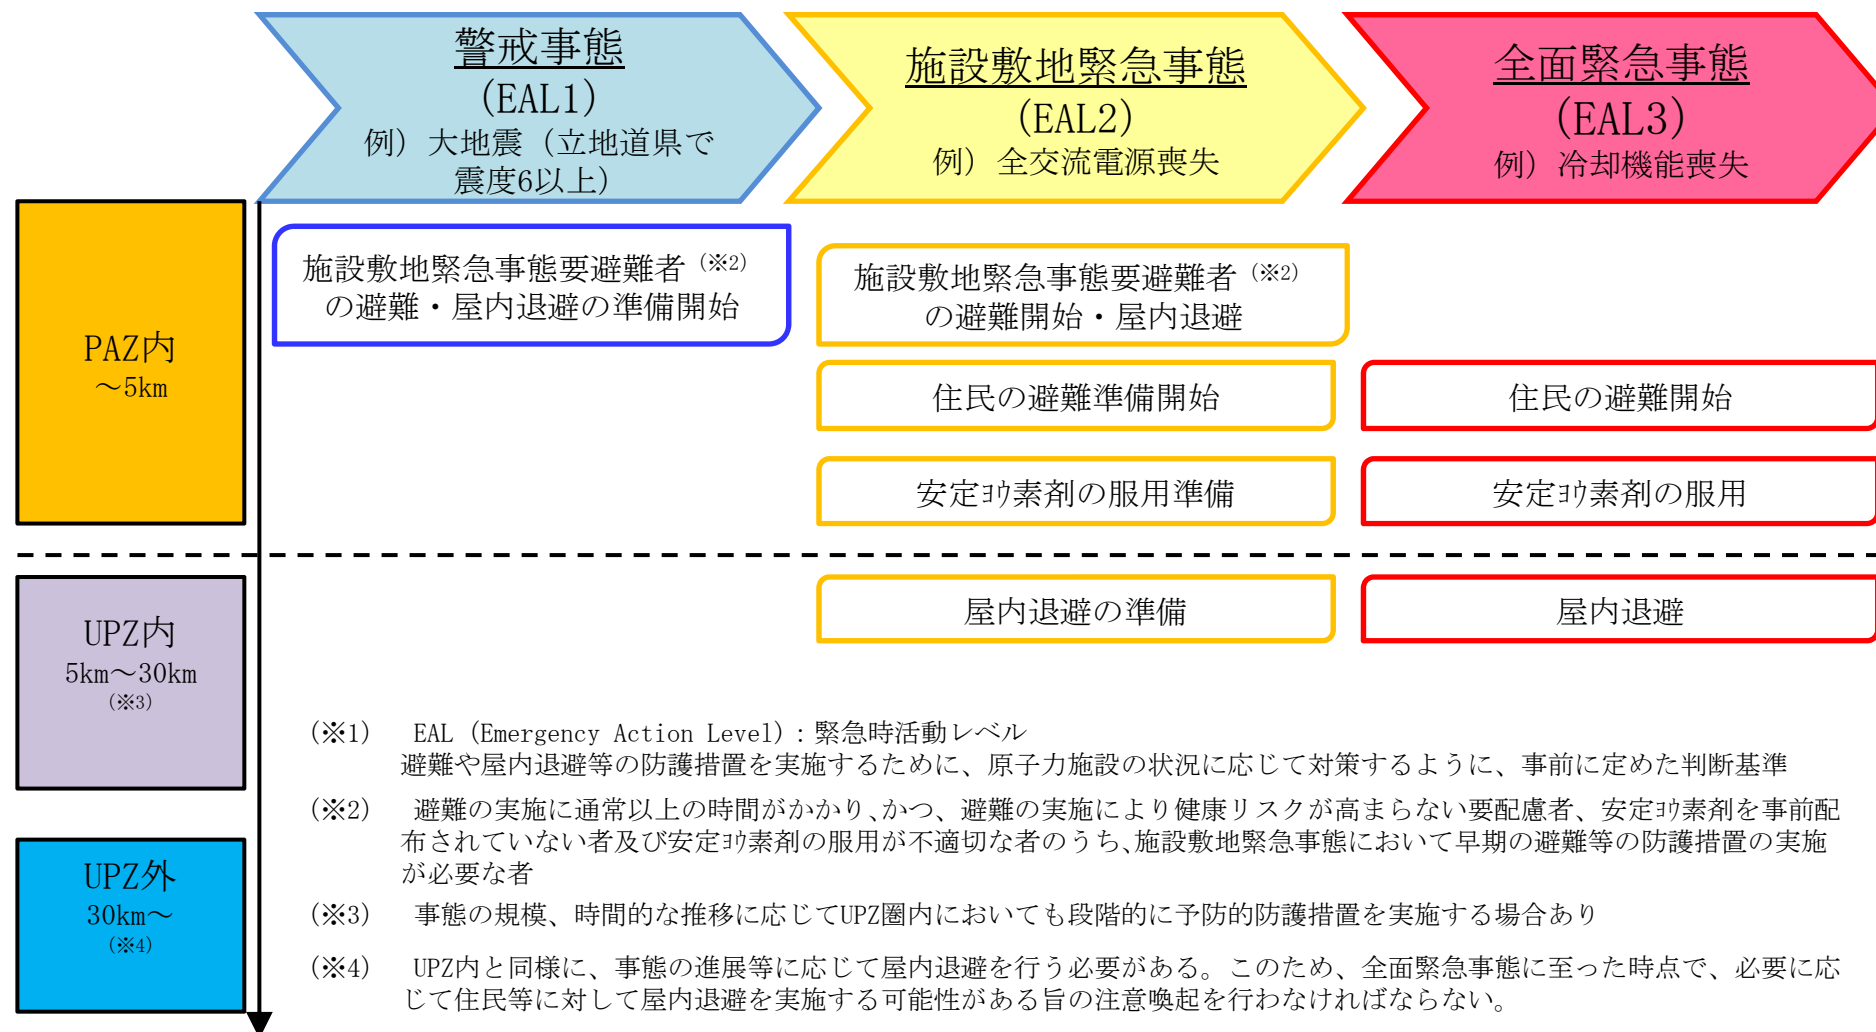 警戒事態
(EAL1)
例）大地震（立地道県で
震度6以上）
施設敷地緊急事態
(EAL2)
例）全交流電源喪失
全面緊急事態
(EAL3)
例）冷却機能喪失
PAZ内
～5km
施設敷地緊急事態要避難者（※2）
の避難・屋内退避の準備開始
施設敷地緊急事態要避難者（※2）
の避難開始・屋内退避
住民の避難準備開始
住民の避難開始
安定ﾖｳ素剤の服用準備
安定ﾖｳ素剤の服用
UPZ内
5km～30km
（※3）
屋内退避の準備
屋内退避
UPZ外
30km～
（※4）
（※1） EAL（Emergency Action Level）：緊急時活動レベル
避難や屋内退避等の防護措置を実施するために、原子力施設の状況に応じて対策するように、事前に定めた判断基準
（※2） 避難の実施に通常以上の時間がかかり、かつ、避難の実施により健康リスクが高まらない要配慮者、安定ﾖｳ素剤を事前配
布されていない者及び安定ﾖｳ素剤の服用が不適切な者のうち、施設敷地緊急事態において早期の避難等の防護措置の実施
が必要な者
（※3） 事態の規模、時間的な推移に応じてUPZ圏内においても段階的に予防的防護措置を実施する場合あり
（※4） UPZ内と同様に、事態の進展等に応じて屋内退避を行う必要がある。このため、全面緊急事態に至った時点で、必要に応
じて住民等に対して屋内退避を実施する可能性がある旨の注意喚起を行わなければならない。